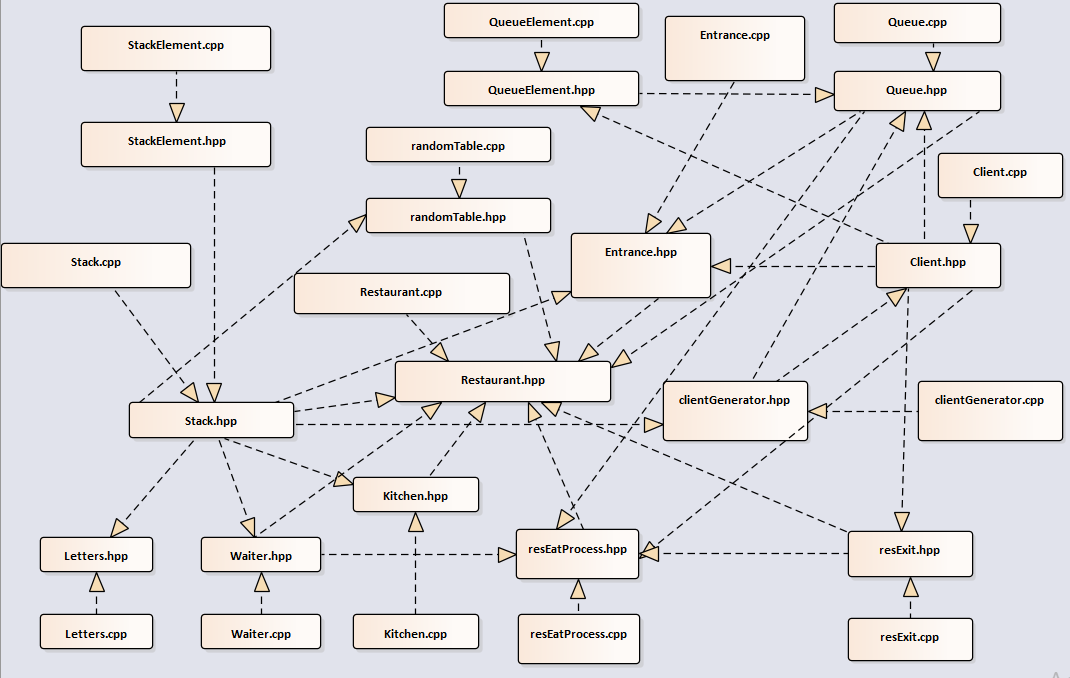 QueueElement.cpp
Queue.cpp
Entrance.cpp
StackElement.cpp
QueueElement.hpp
Queue.hpp
StackElement.hpp
randomTable.cpp
Client.cpp
randomTable.hpp
Entrance.hpp
Stack.cpp
Client.hpp
Restaurant.cpp
Restaurant.hpp
clientGenerator.hpp
clientGenerator.cpp
Stack.hpp
Kitchen.hpp
Letters.hpp
Waiter.hpp
resEatProcess.hpp
resExit.hpp
Letters.cpp
Waiter.cpp
Kitchen.cpp
resEatProcess.cpp
resExit.cpp